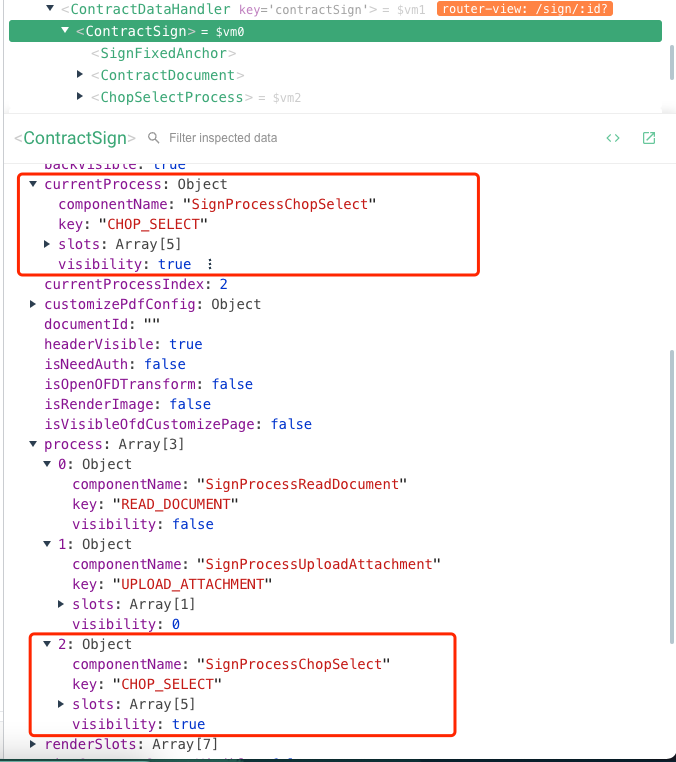 <ContractDataHandler key='contractSign'> = $vm1 router-view: /sign/:id?
<ContractSign> = $vm0
<SignFixedAnchor>
<ContractDocument>
<ChopSelectProcess> = $vm2
<ContractSign> Filter inspected data
backVisible: true
currentProcess: Object
componentName: "SignProcessChopSelect"
key: "CHOP_SELECT"
slots: Array[5]
visibility: true
currentProcessIndex: 2
customizePdfConfig: Object
documentId: ""
headerVisible: true
isNeedAuth: false
isOpenOFDTransform: false
isRenderImage: false
isVisibleOfdCustomizePage: false
process: Array[3]
0: Object
componentName: "SignProcessReadDocument"
key: "READ_DOCUMENT"
visibility: false
1: Object
componentName: "SignProcessUploadAttachment"
key: "UPLOAD_ATTACHMENT"
slots: Array[1]
visibility: 0
2: Object
componentName: "SignProcessChopSelect"
key: "CHOP_SELECT"
slots: Array[5]
visibility: true
renderSlots: Array[7]